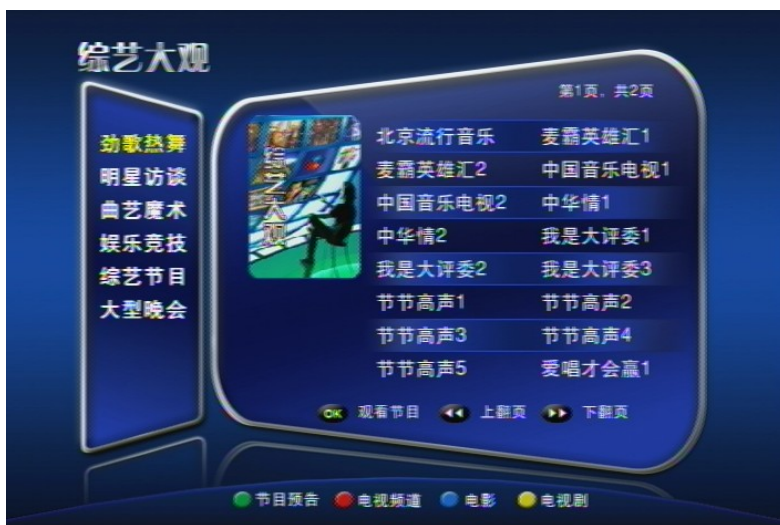 综艺大观
第1页。共2页
劲歌热舞
明星访谈
曲艺魔术
娱乐竞技
综艺节目
大型晚会
综艺大观
北京流行音乐 麦霸英雄汇1
麦霸英雄汇2 中国音乐电视1
中国音乐电视2 中华情1
中华情2 我是大评委1
我是大评委2 我是大评委3
节节高声1 节节高声2
节节高声3 节节高声4
节节高声5 爱唱才会赢1
OK 观看节目 上翻页 下翻页
节目预告 电视频道 电影 电视剧